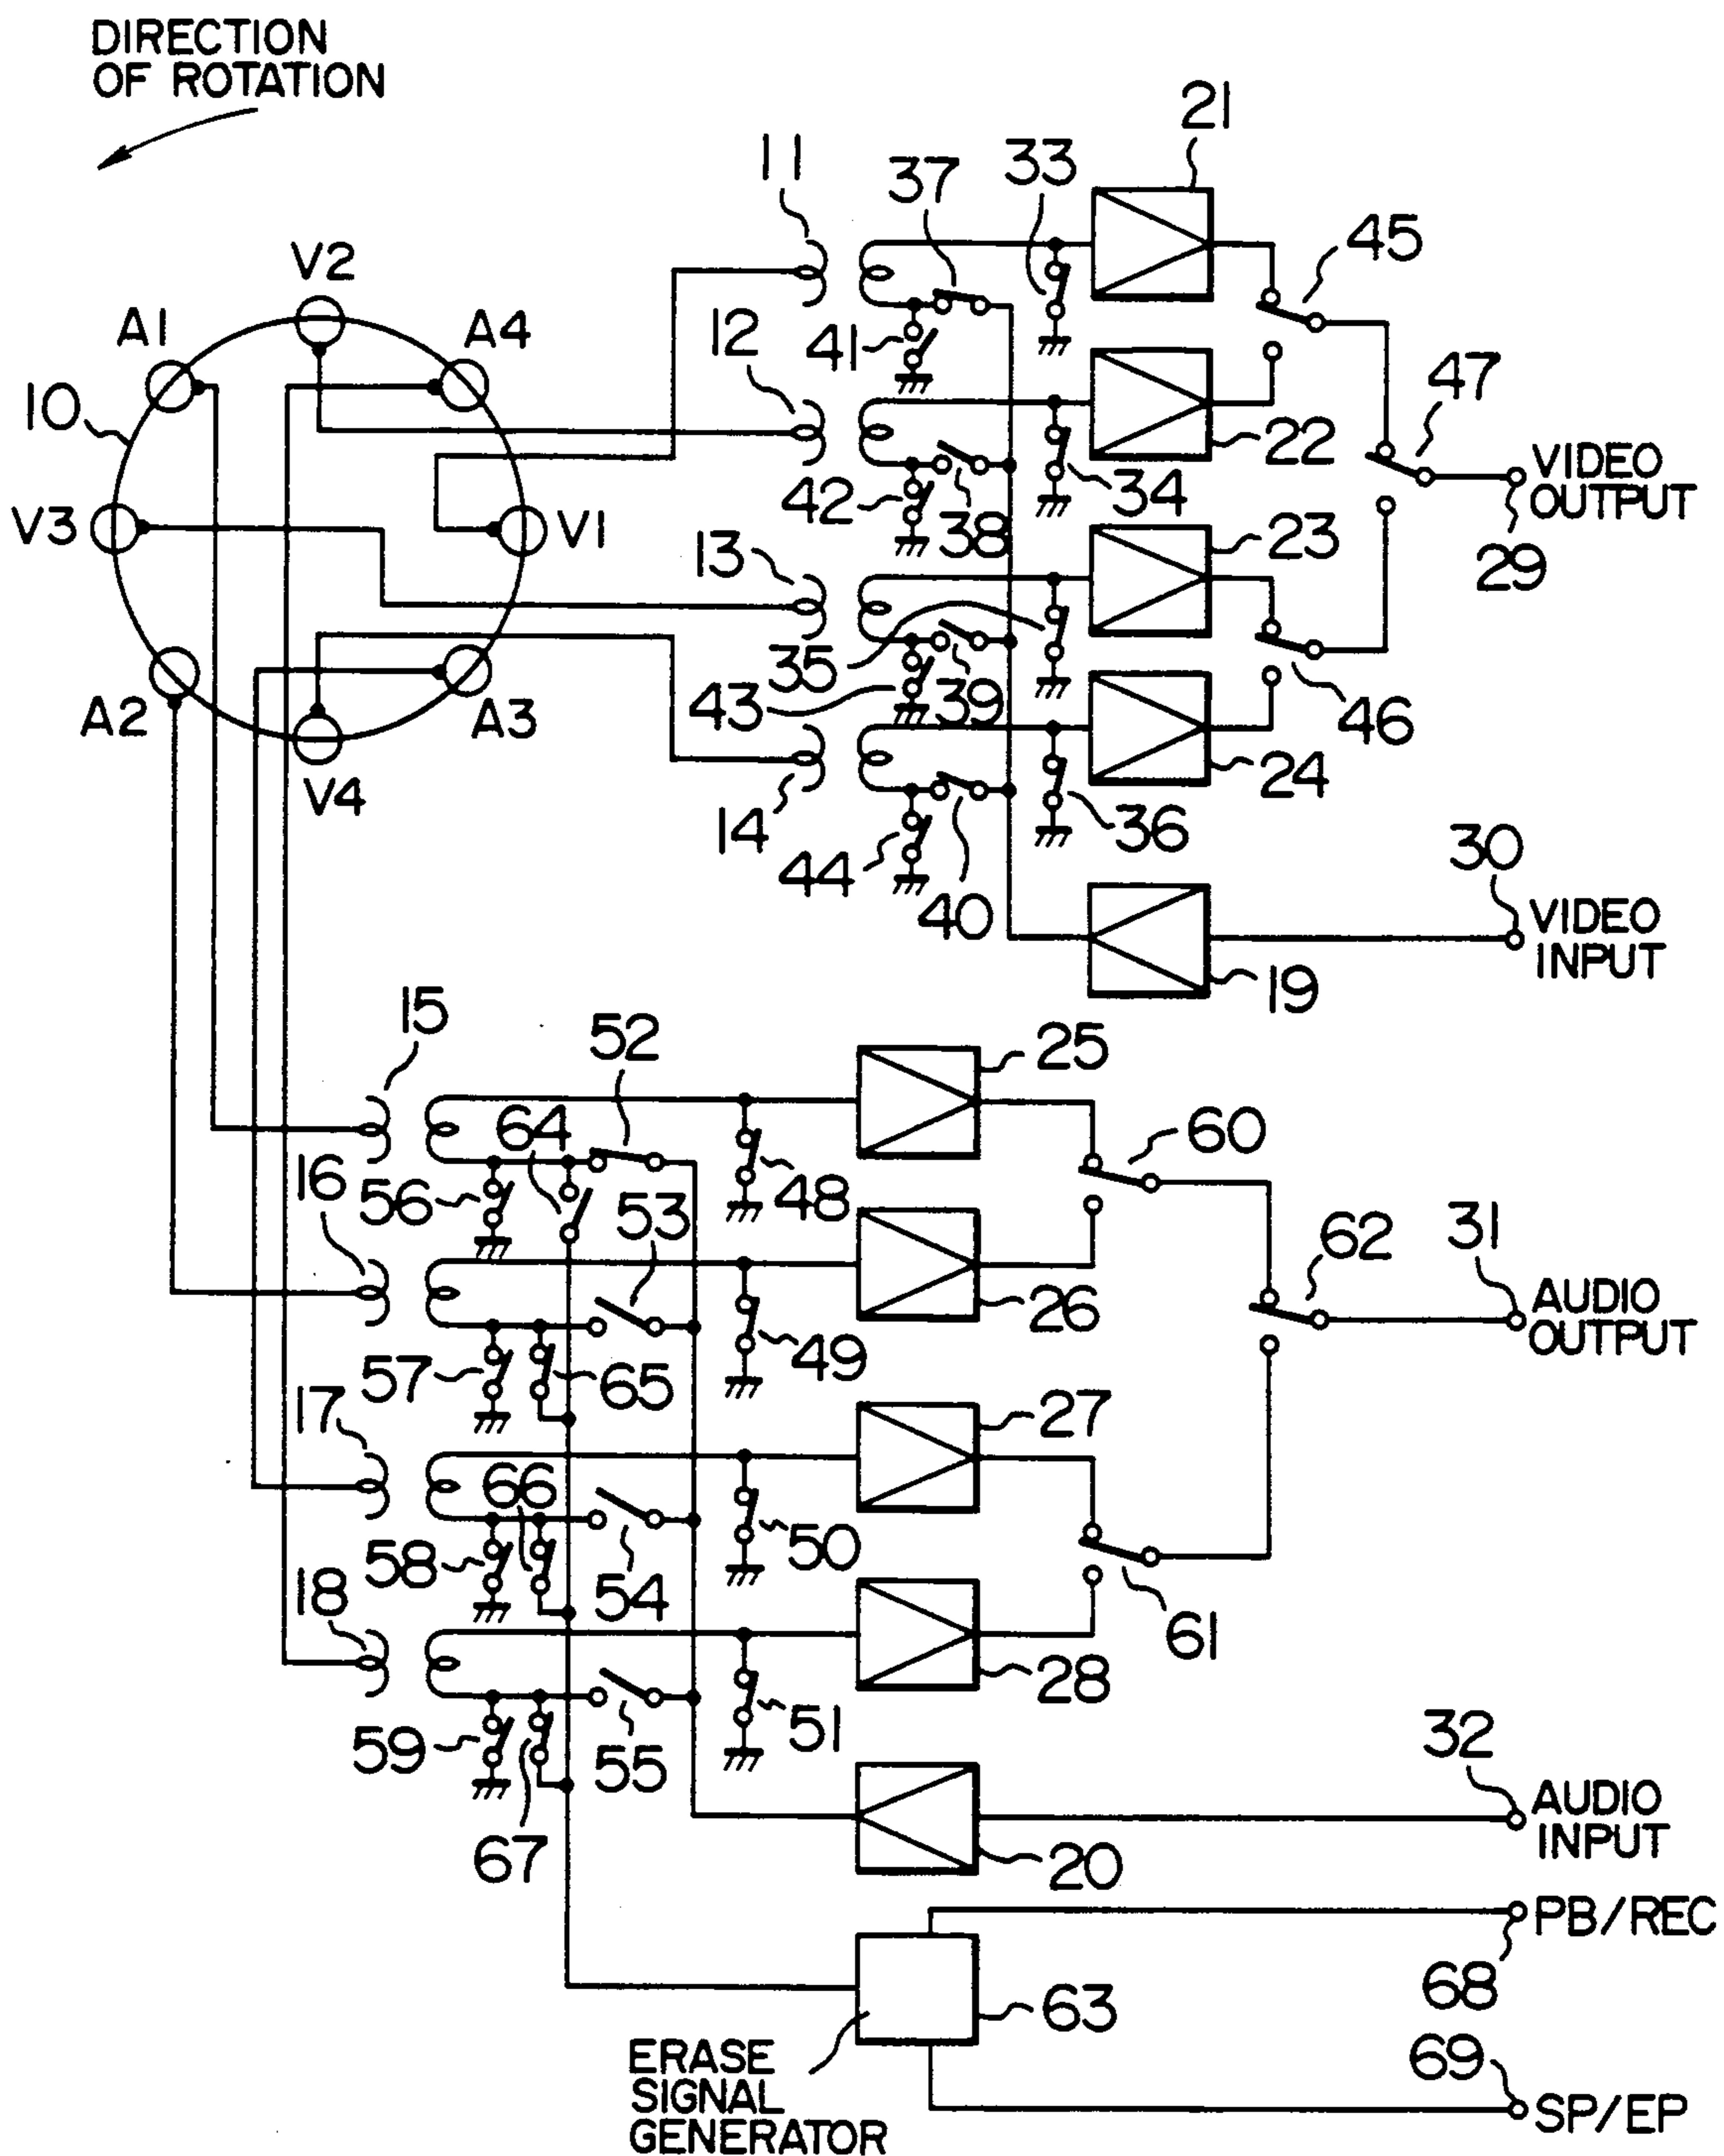 DIRECTION
OF ROTATION
21
11
37
33
45
V2
A1
A4
12
41
47
10
22
VIDEO
OUTPUT
42
38
34
V3
V1
13
23
29
35
43
39
A2
A3
46
V4
24
14
36
44
40
30
VIDEO
INPUT
19
15
52
25
64
60
16
56
53
48
62
31
26
AUDIO
OUTPUT
57
65
49
17
27
66
58
54
50
18
61
28
59
55
51
32
67
AUDIO
INPUT
20
PB/REC
63
68
ERASE
SIGNAL
GENERATOR
69
SP/EP